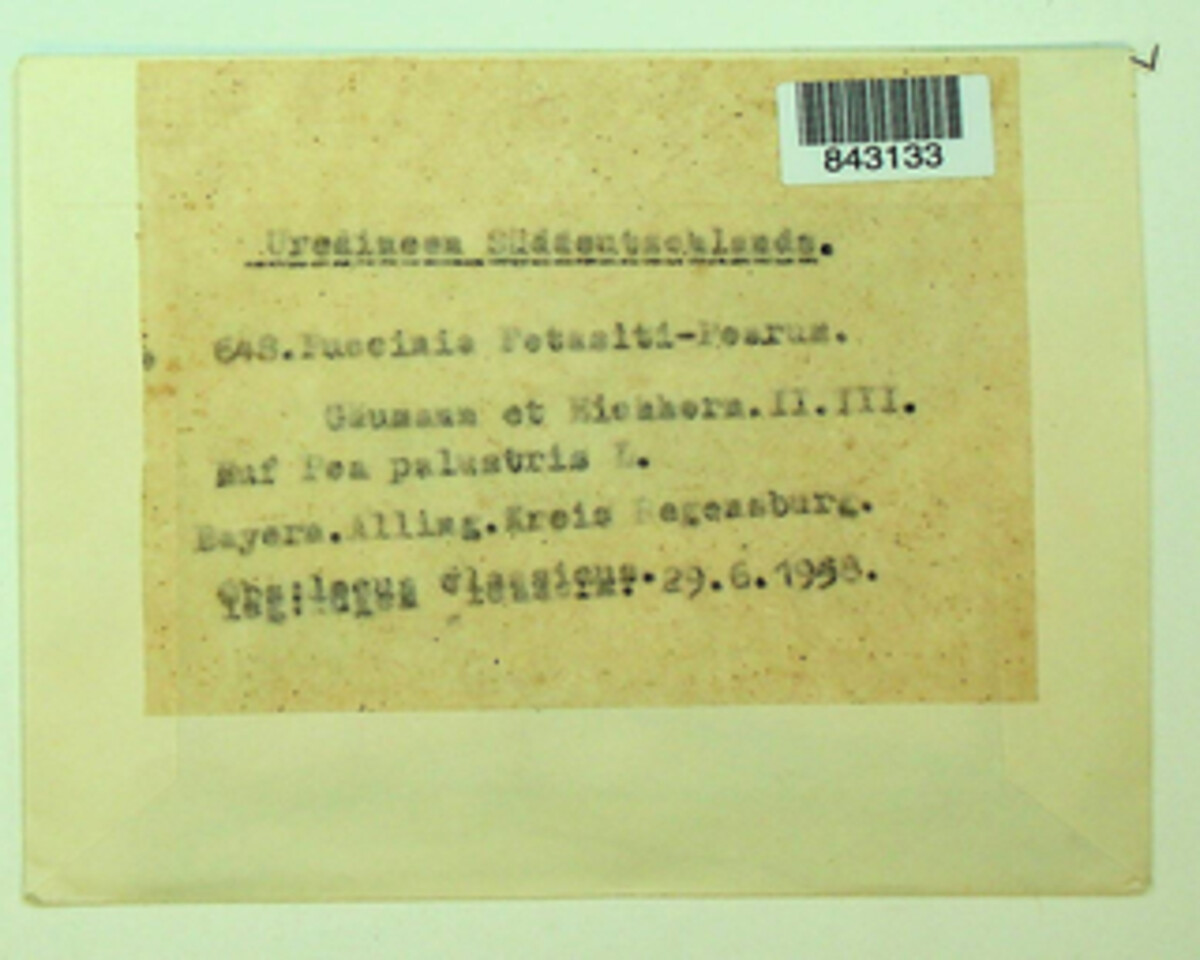 843133
Uredineen Süddeutschlands.
648.Puccinia Petasiti-Poarum.
Gäumann et Eichhorn.II.III.
Auf Poa palustris L.
Bayern.Alling.Kreis Regensburg.
29.6.1958.